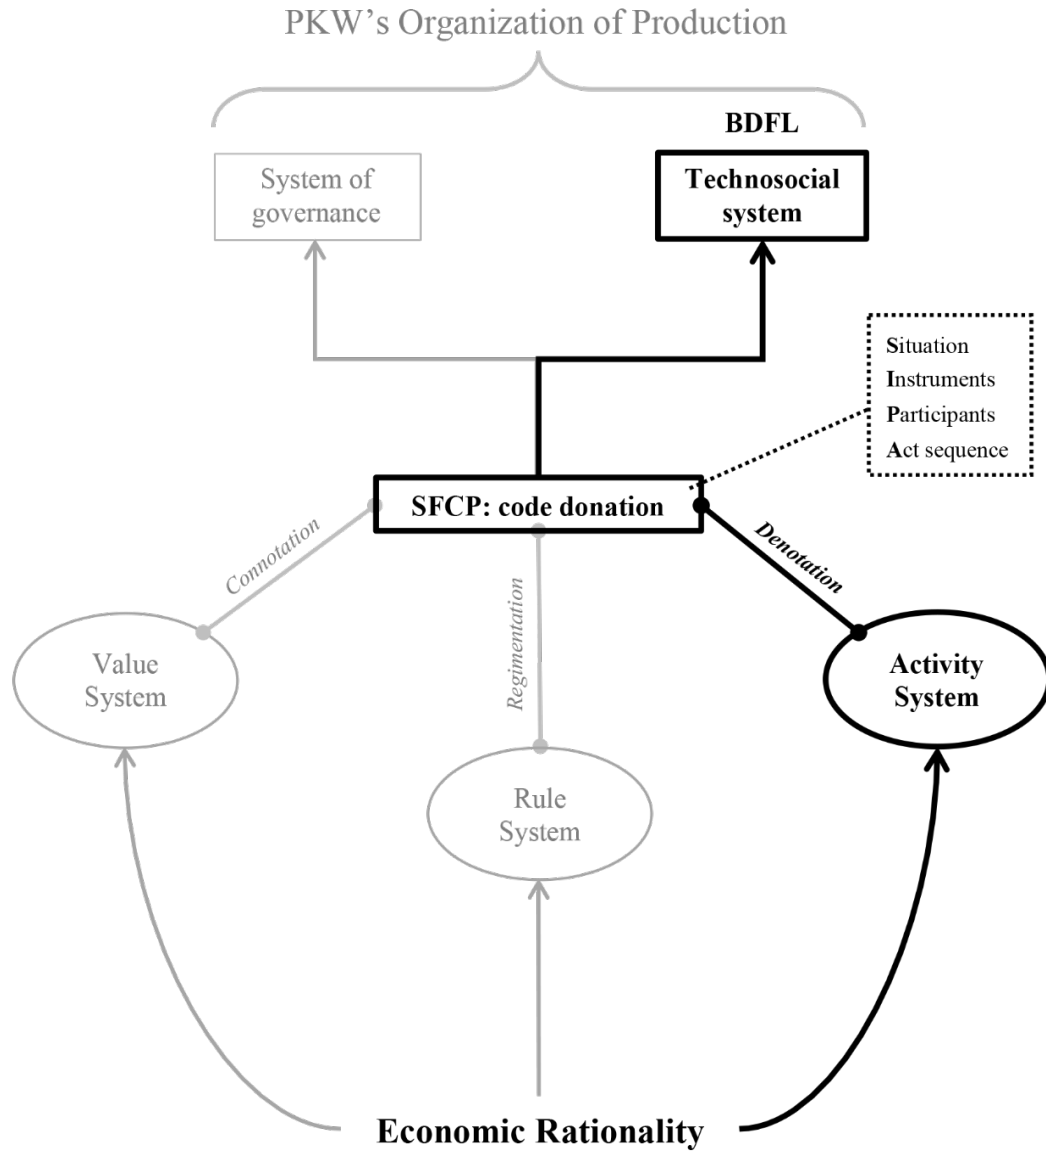 PKW's Organization of Production
BDFL
System of
governance
Technosocial
system
Situation
Instruments
Participants
Act sequence
SFCP: code donation
Connotation
Regimentation
Denotation
Value
System
Activity
System
Rule
System
Economic Rationality